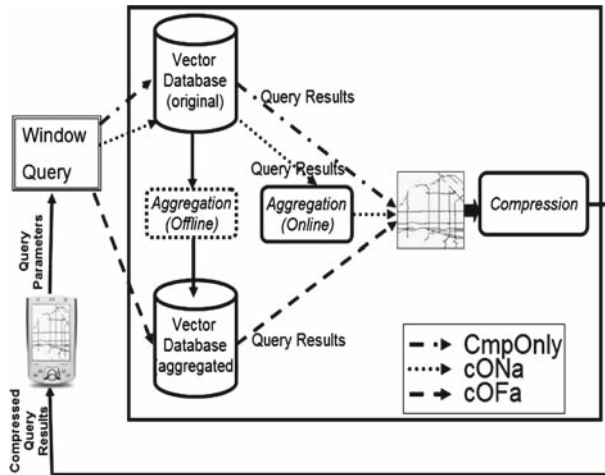 Vector
Database
(original)
Query Results
Window
Query
Query Results
Aggregation
(Offline)
Aggregation
(Online)
Compression
Query
Parameters
Vector
Database
(aggregated)
Query Results
CmpOnly
cONa
cOFa
Compressed
Query
Results